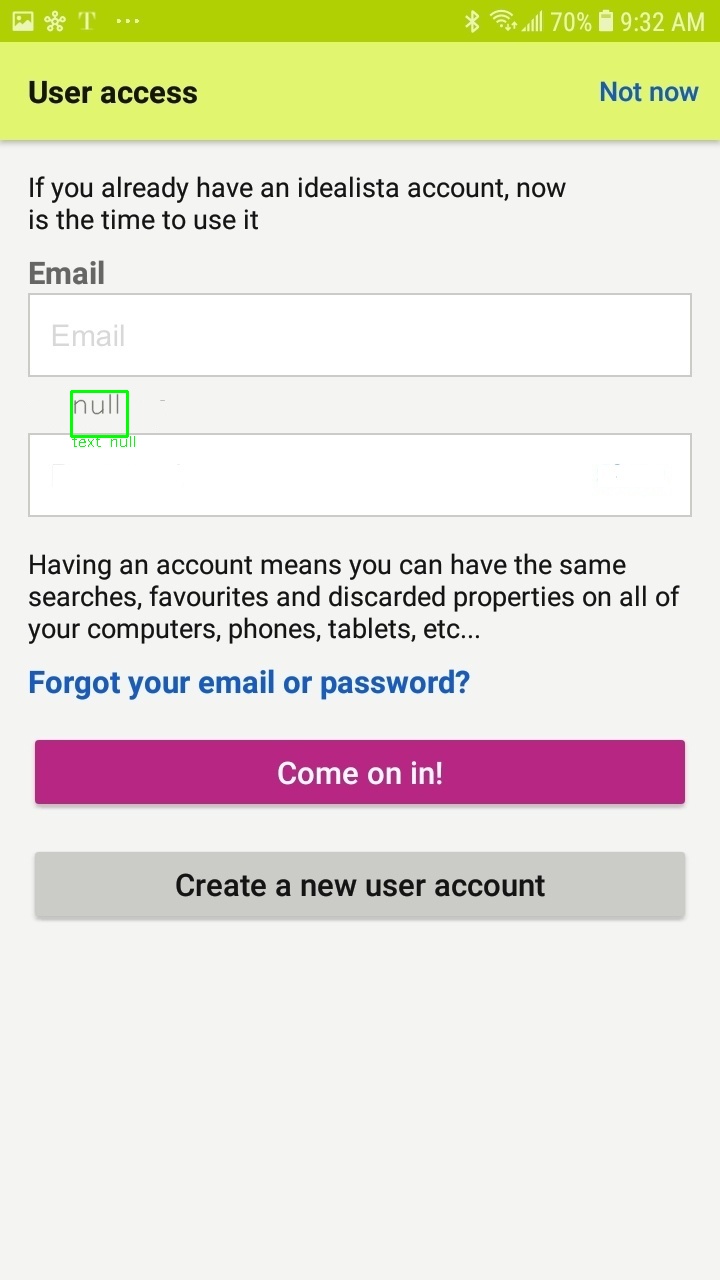 T ... 70% 9:32 AM
User access
Not now
If you already have an idealista account, now
is the time to use it
Email
Email
null
text null
Having an account means you can have the same
searches, favourites and discarded properties on all of
your computers, phones, tablets, etc...
Forgot your email or password?
Come on in!
Create a new user account